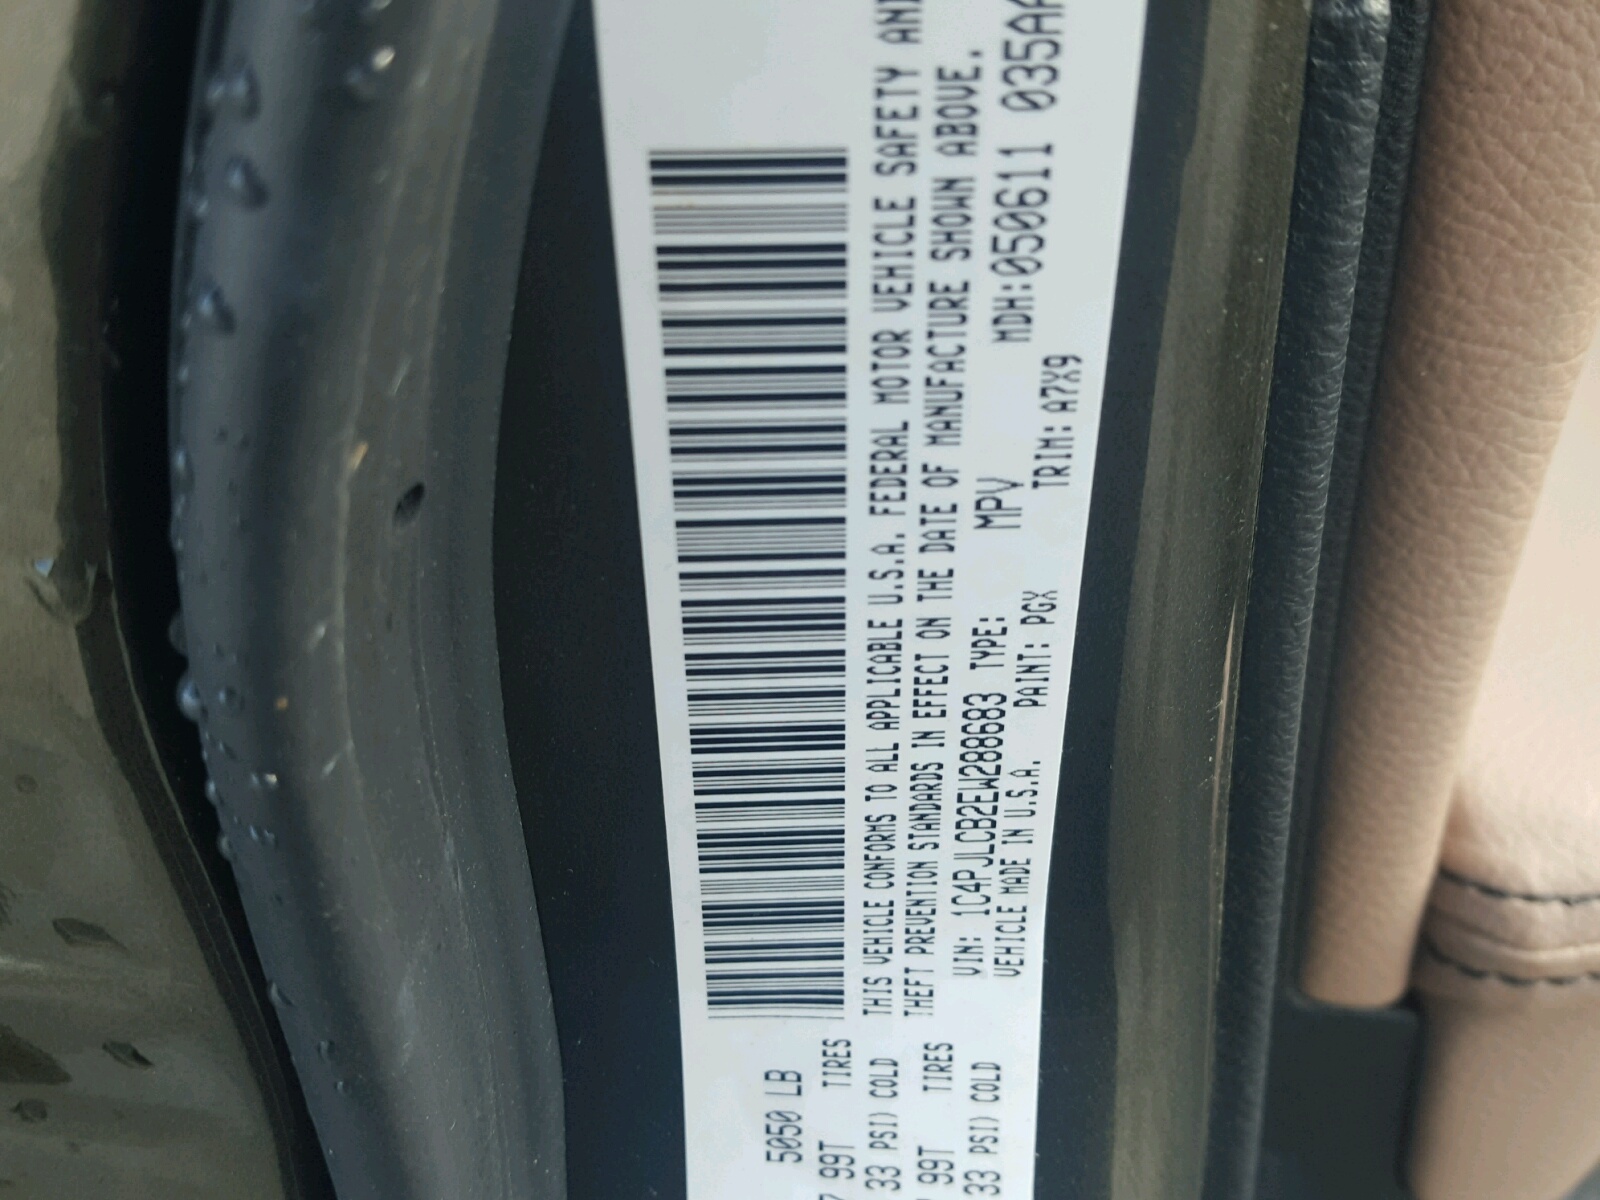 5050 LB
99T TIRES
33 PSI) COLD
99T TIRES
33 PSI) COLD
THIS VEHICLE CONFORMS TO ALL APPLICABLE U.S.A. FEDERAL MOTOR VEHICLE SAFETY AND
THEFT PREVENTION STANDARDS IN EFFECT ON THE DATE OF MANUFACTURE SHOWN ABOVE.
VIN: 1C4PJLCB2EW288683 TYPE: MPV MDH:050611 035AA
VEHICLE MADE IN U.S.A. PAINT: PGX TRIM: A7X9